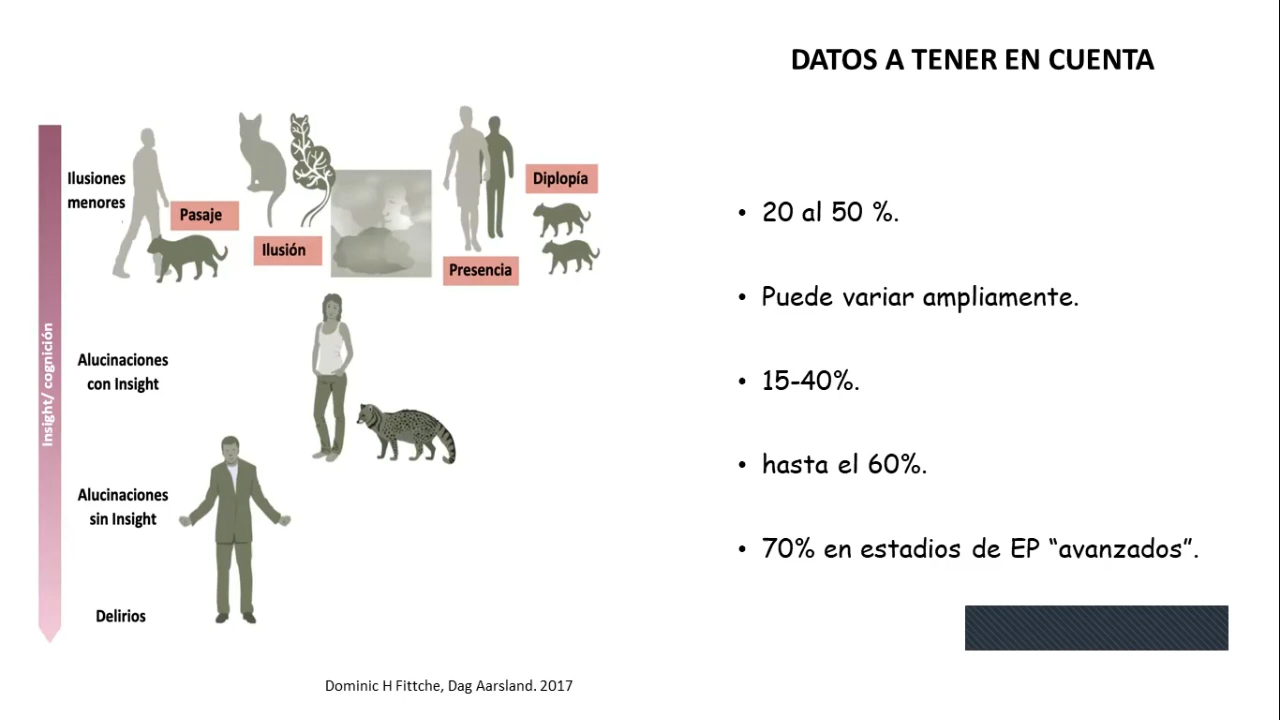 DATOS A TENER EN CUENTA
Ilusiones
menores
Pasaje
Ilusión
Presencia
Diplopía
Insight/ cognición
Alucinaciones
con Insight
Alucinaciones
sin Insight
Delirios
• 20 al 50 %.
• Puede variar ampliamente.
• 15-40%.
• hasta el 60%.
• 70% en estadios de EP “avanzados”.
Dominic H Fittche, Dag Aarsland. 2017